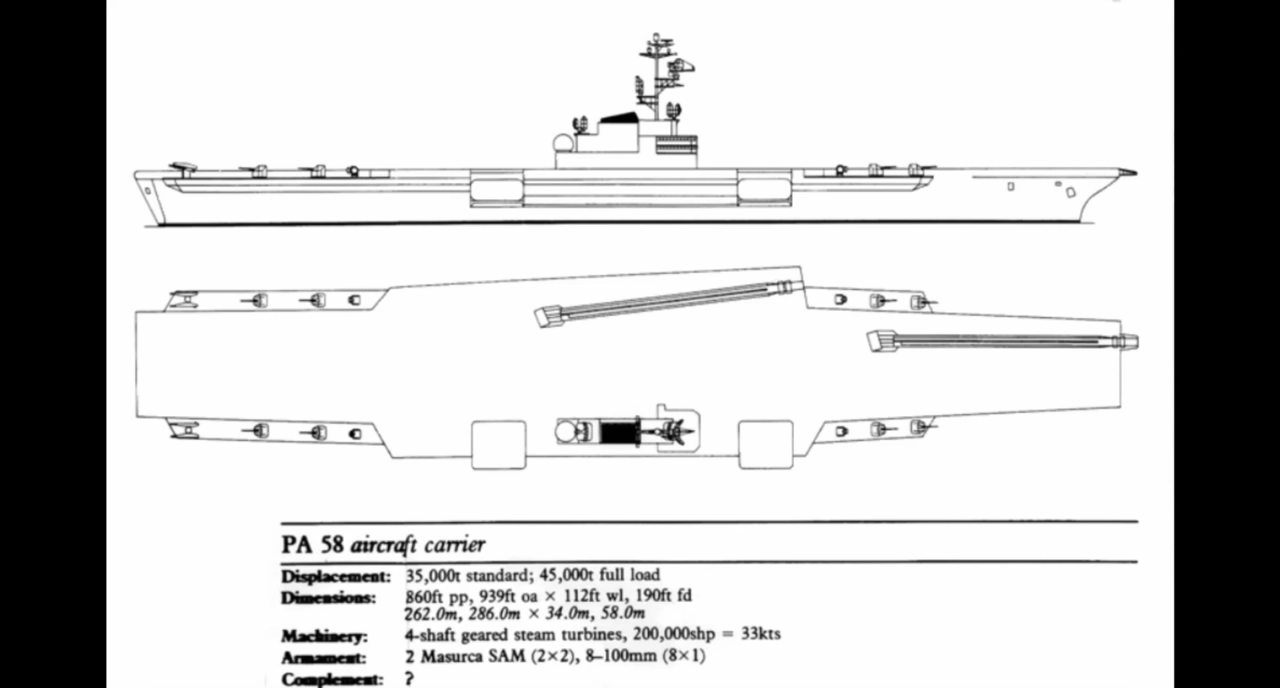 PA 58 aircraft carrier
Displacement: 35,000t standard; 45,000t full load
Dimensions: 860ft pp, 939ft oa × 112ft wl, 190ft fd
262.0m, 286.0m × 34.0m, 58.0m
Machinery: 4-shaft geared steam turbines, 200,000shp = 33kts
Armament: 2 Masurca SAM (2×2), 8–100mm (8×1)
Complement: ?